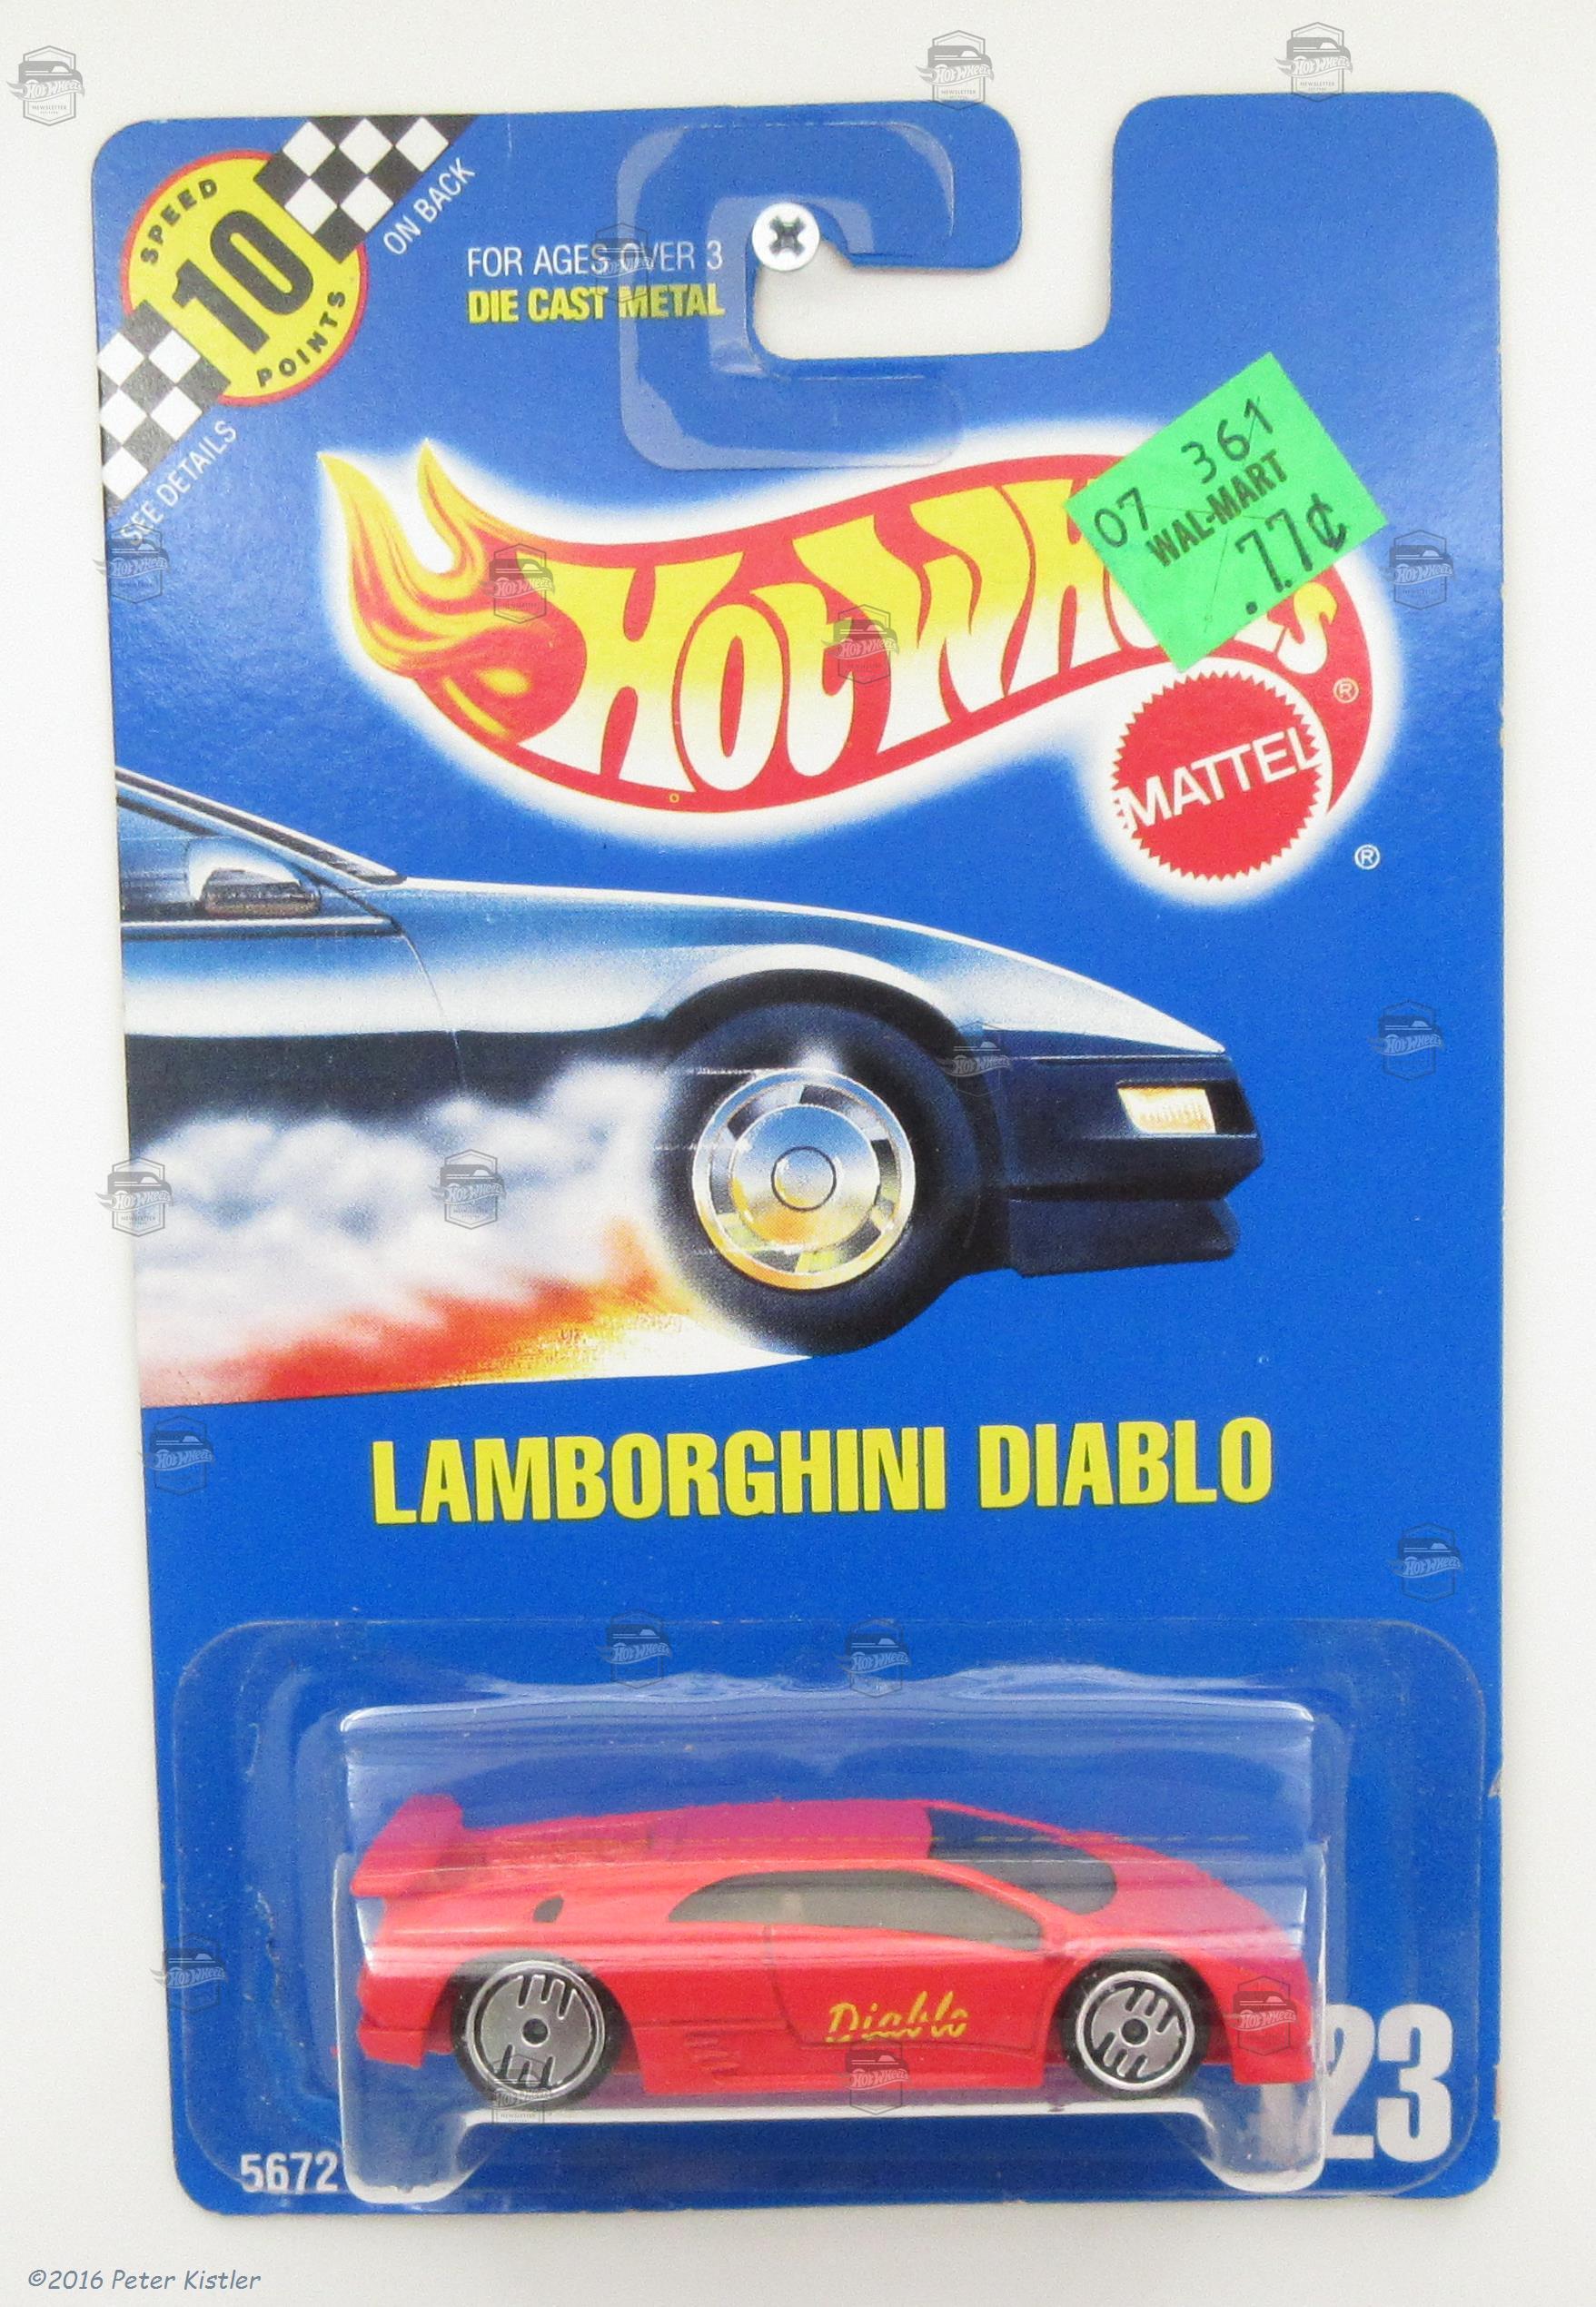 SPEED
10
POINTS
ON BACK
SEE DETAILS
FOR AGES OVER 3
DIE CAST METAL
07 361
WAL-MART
.77¢
HOT
®
MATTEL
®
LAMBORGHINI DIABLO
Diablo
23
5672
©2016 Peter Kistler